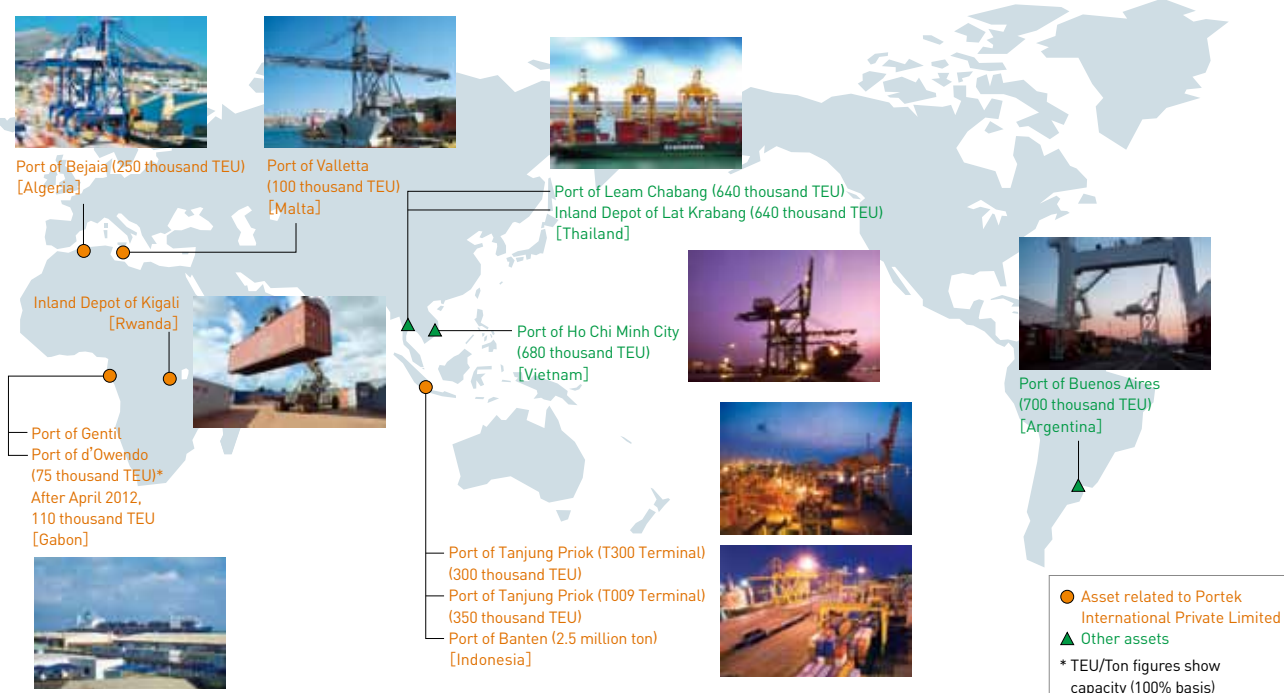 Port of Bejaia (250 thousand TEU)
[Algeria]
Port of Valletta
(100 thousand TEU)
[Malta]
Port of Leam Chabang (640 thousand TEU)
Inland Depot of Lat Krabang (640 thousand TEU)
[Thailand]
Inland Depot of Kigali
[Rwanda]
Port of Ho Chi Minh City
(680 thousand TEU)
[Vietnam]
Port of Buenos Aires
(700 thousand TEU)
[Argentina]
Port of Gentil
Port of d'Owendo
(75 thousand TEU)*
After April 2012,
110 thousand TEU
[Gabon]
Port of Tanjung Priok (T300 Terminal)
(300 thousand TEU)
Port of Tanjung Priok (T009 Terminal)
(350 thousand TEU)
Port of Banten (2.5 million ton)
[Indonesia]
Asset related to Portek
International Private Limited
Other assets
* TEU/Ton figures show
capacity (100% basis)